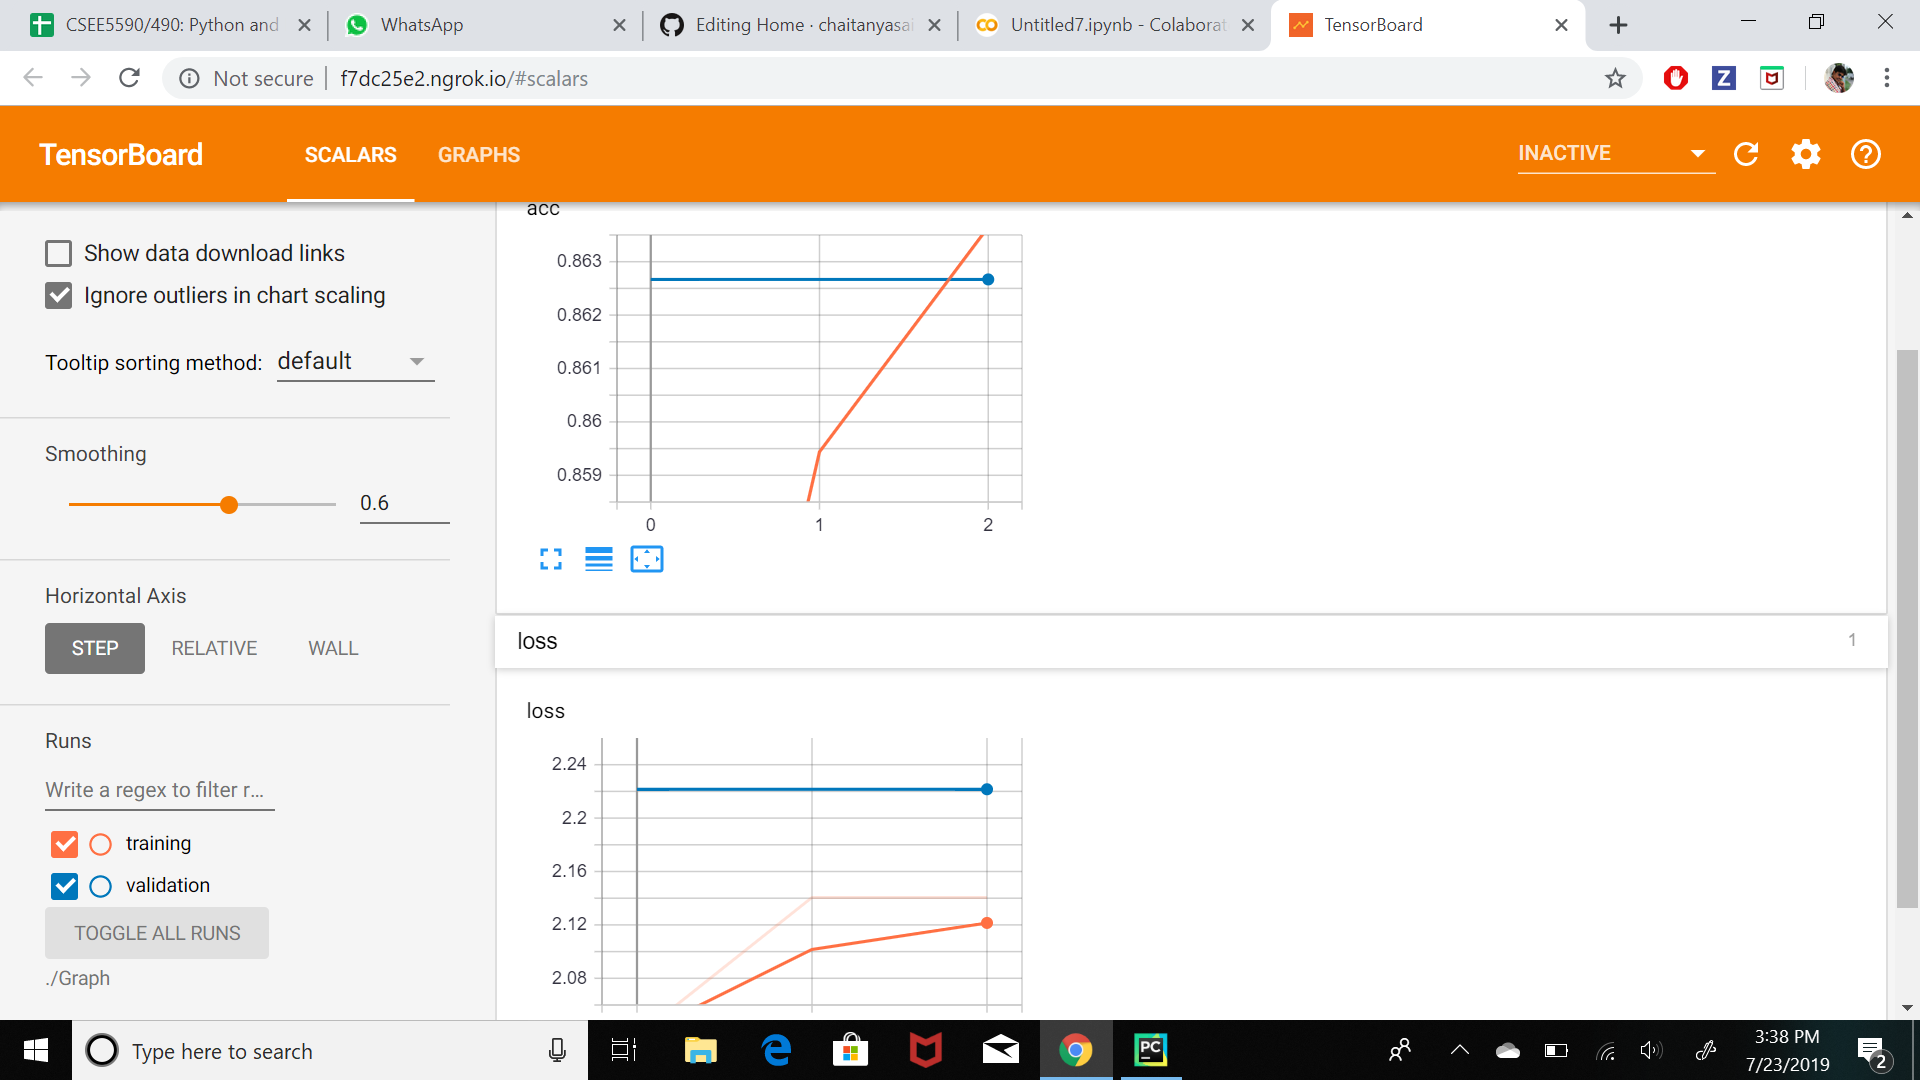 CSEE5590/490: Python and
WhatsApp
Editing Home · chaitanyasai
Untitled7.ipynb - Colaborat
TensorBoard
Not secure
f7dc25e2.ngrok.io/#scalars
TensorBoard
SCALARS
GRAPHS
INACTIVE
Show data download links
Ignore outliers in chart scaling
Tooltip sorting method: default
Smoothing
0.6
Horizontal Axis
STEP
RELATIVE
WALL
Runs
Write a regex to filter r...
training
validation
TOGGLE ALL RUNS
./Graph
acc
0.863
0.862
0.861
0.86
0.859
0 1 2
loss 1
loss
2.24
2.2
2.16
2.12
2.08
Type here to search
PC
3:38 PM
7/23/2019
2